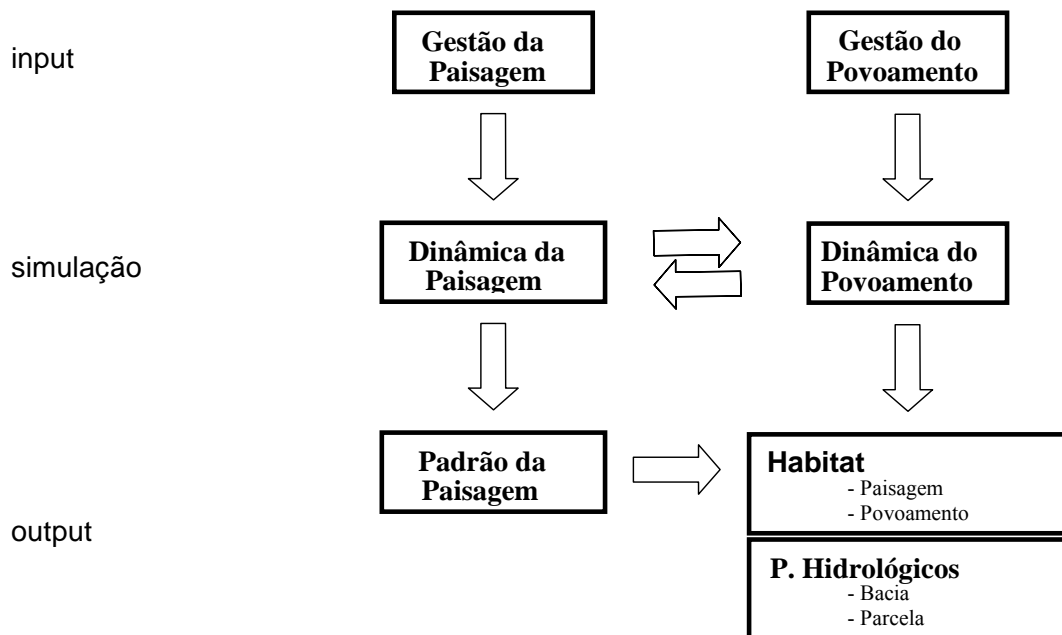 input
Gestão da
Paisagem
Gestão do
Povoamento
simulação
Dinâmica da
Paisagem
Dinâmica do
Povoamento
output
Padrão da
Paisagem
Habitat
- Paisagem
- Povoamento
P. Hidrológicos
- Bacia
- Parcela